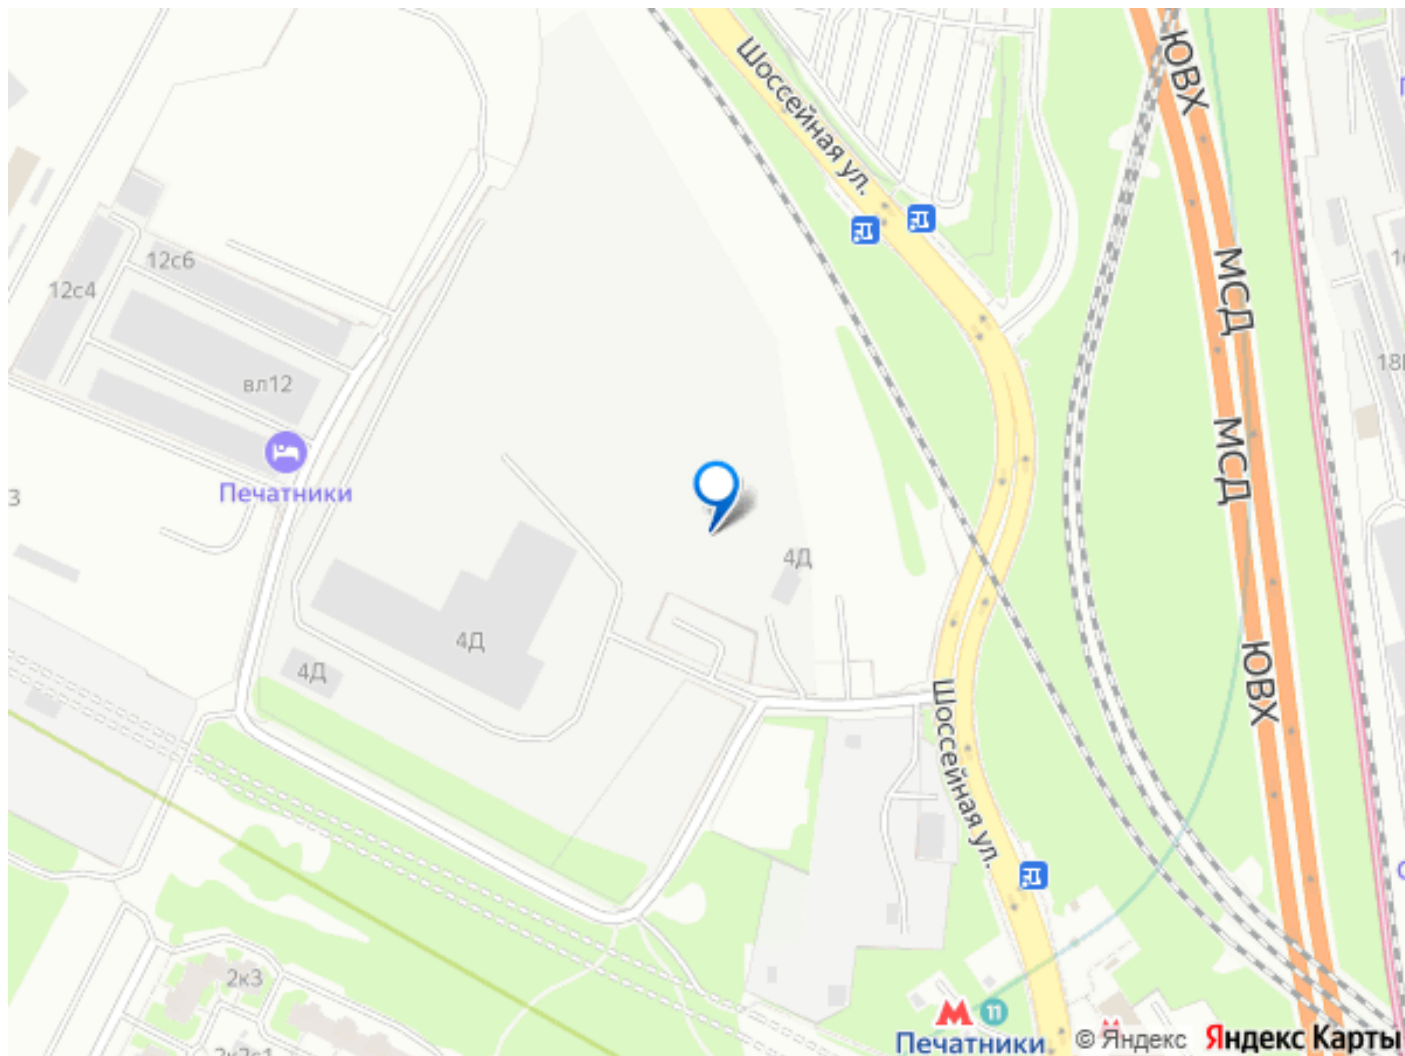 Шоссейная ул.
ЮВХ
12с6
12с4
МСД
вл12
МСД
Печатники
3
4Д
4Д
4Д
ЮВХ
Шоссейная ул.
2к3
11
Печатники
© Яндекс Яндекс Карты